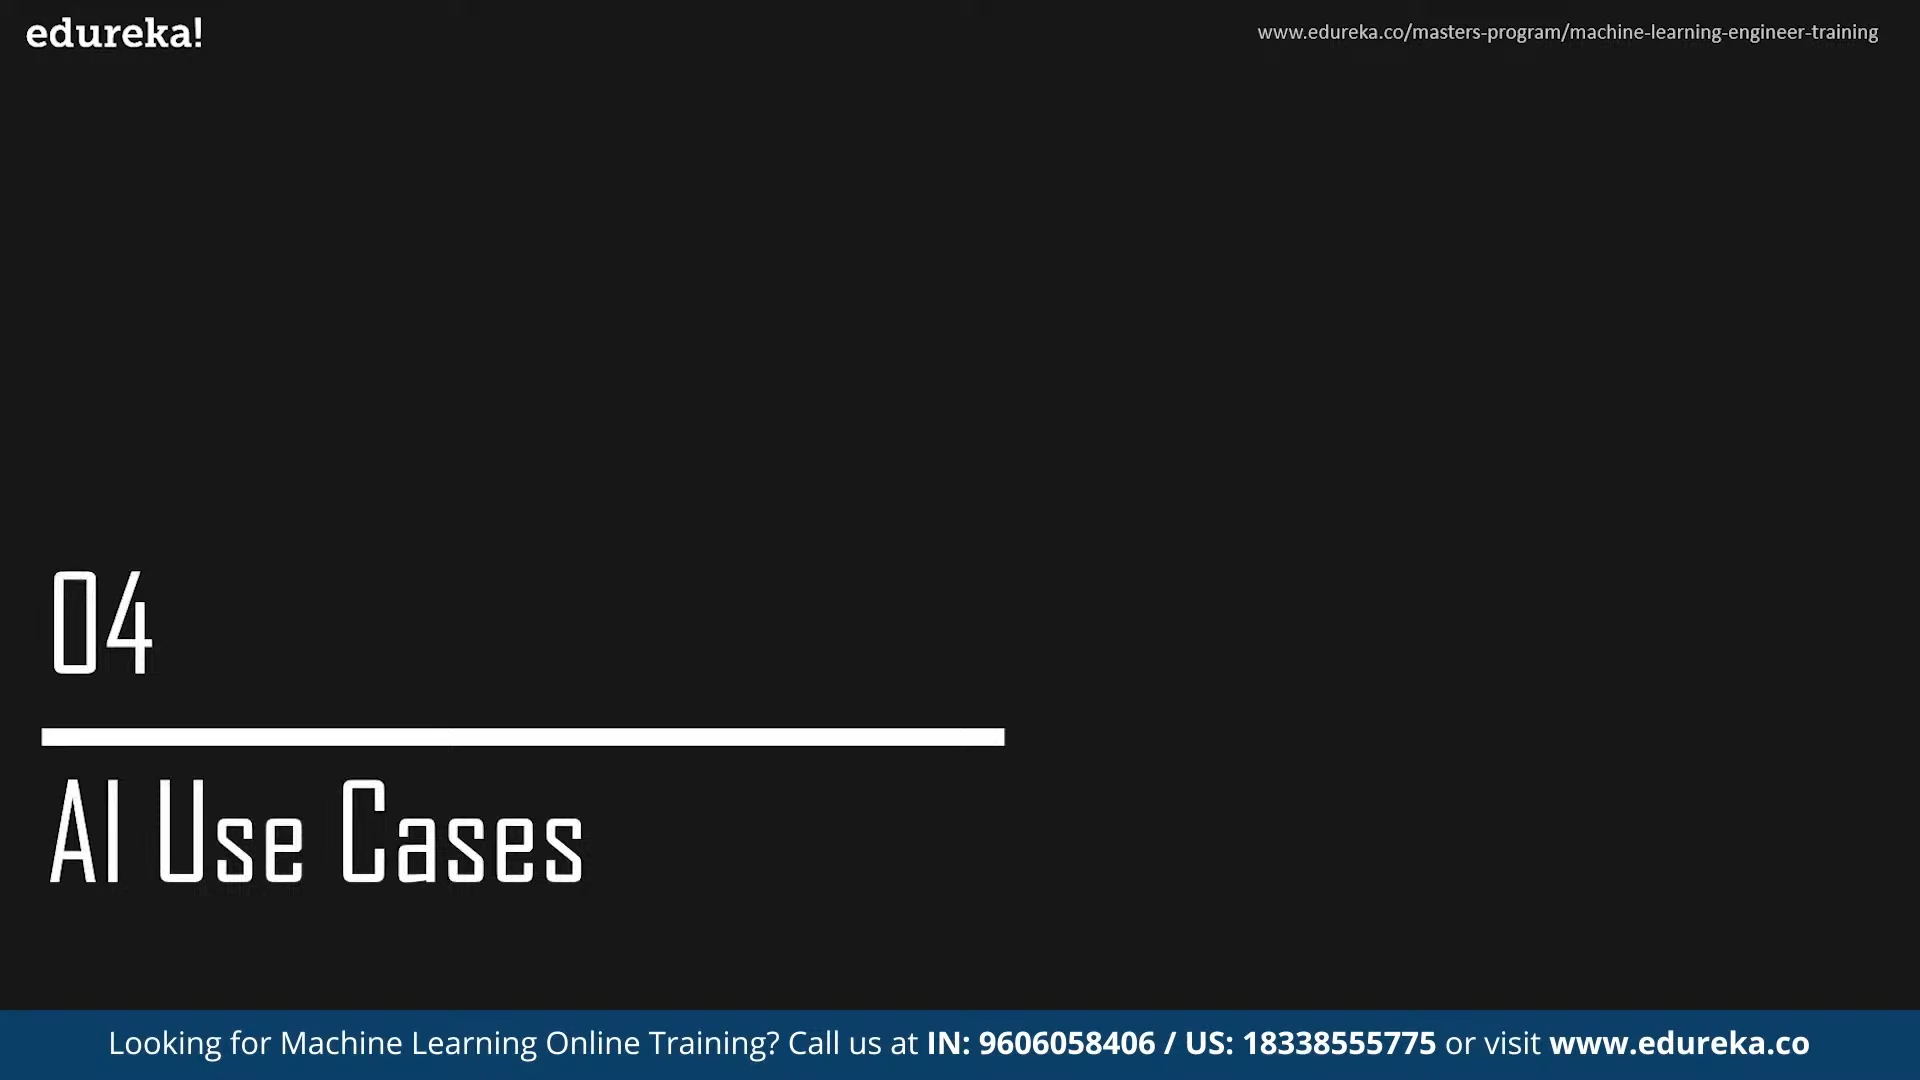 edureka!
www.edureka.co/masters-program/machine-learning-engineer-training
04
AI Use Cases
Looking for Machine Learning Online Training? Call us at IN: 9606058406 / US: 18338555775 or visit www.edureka.co